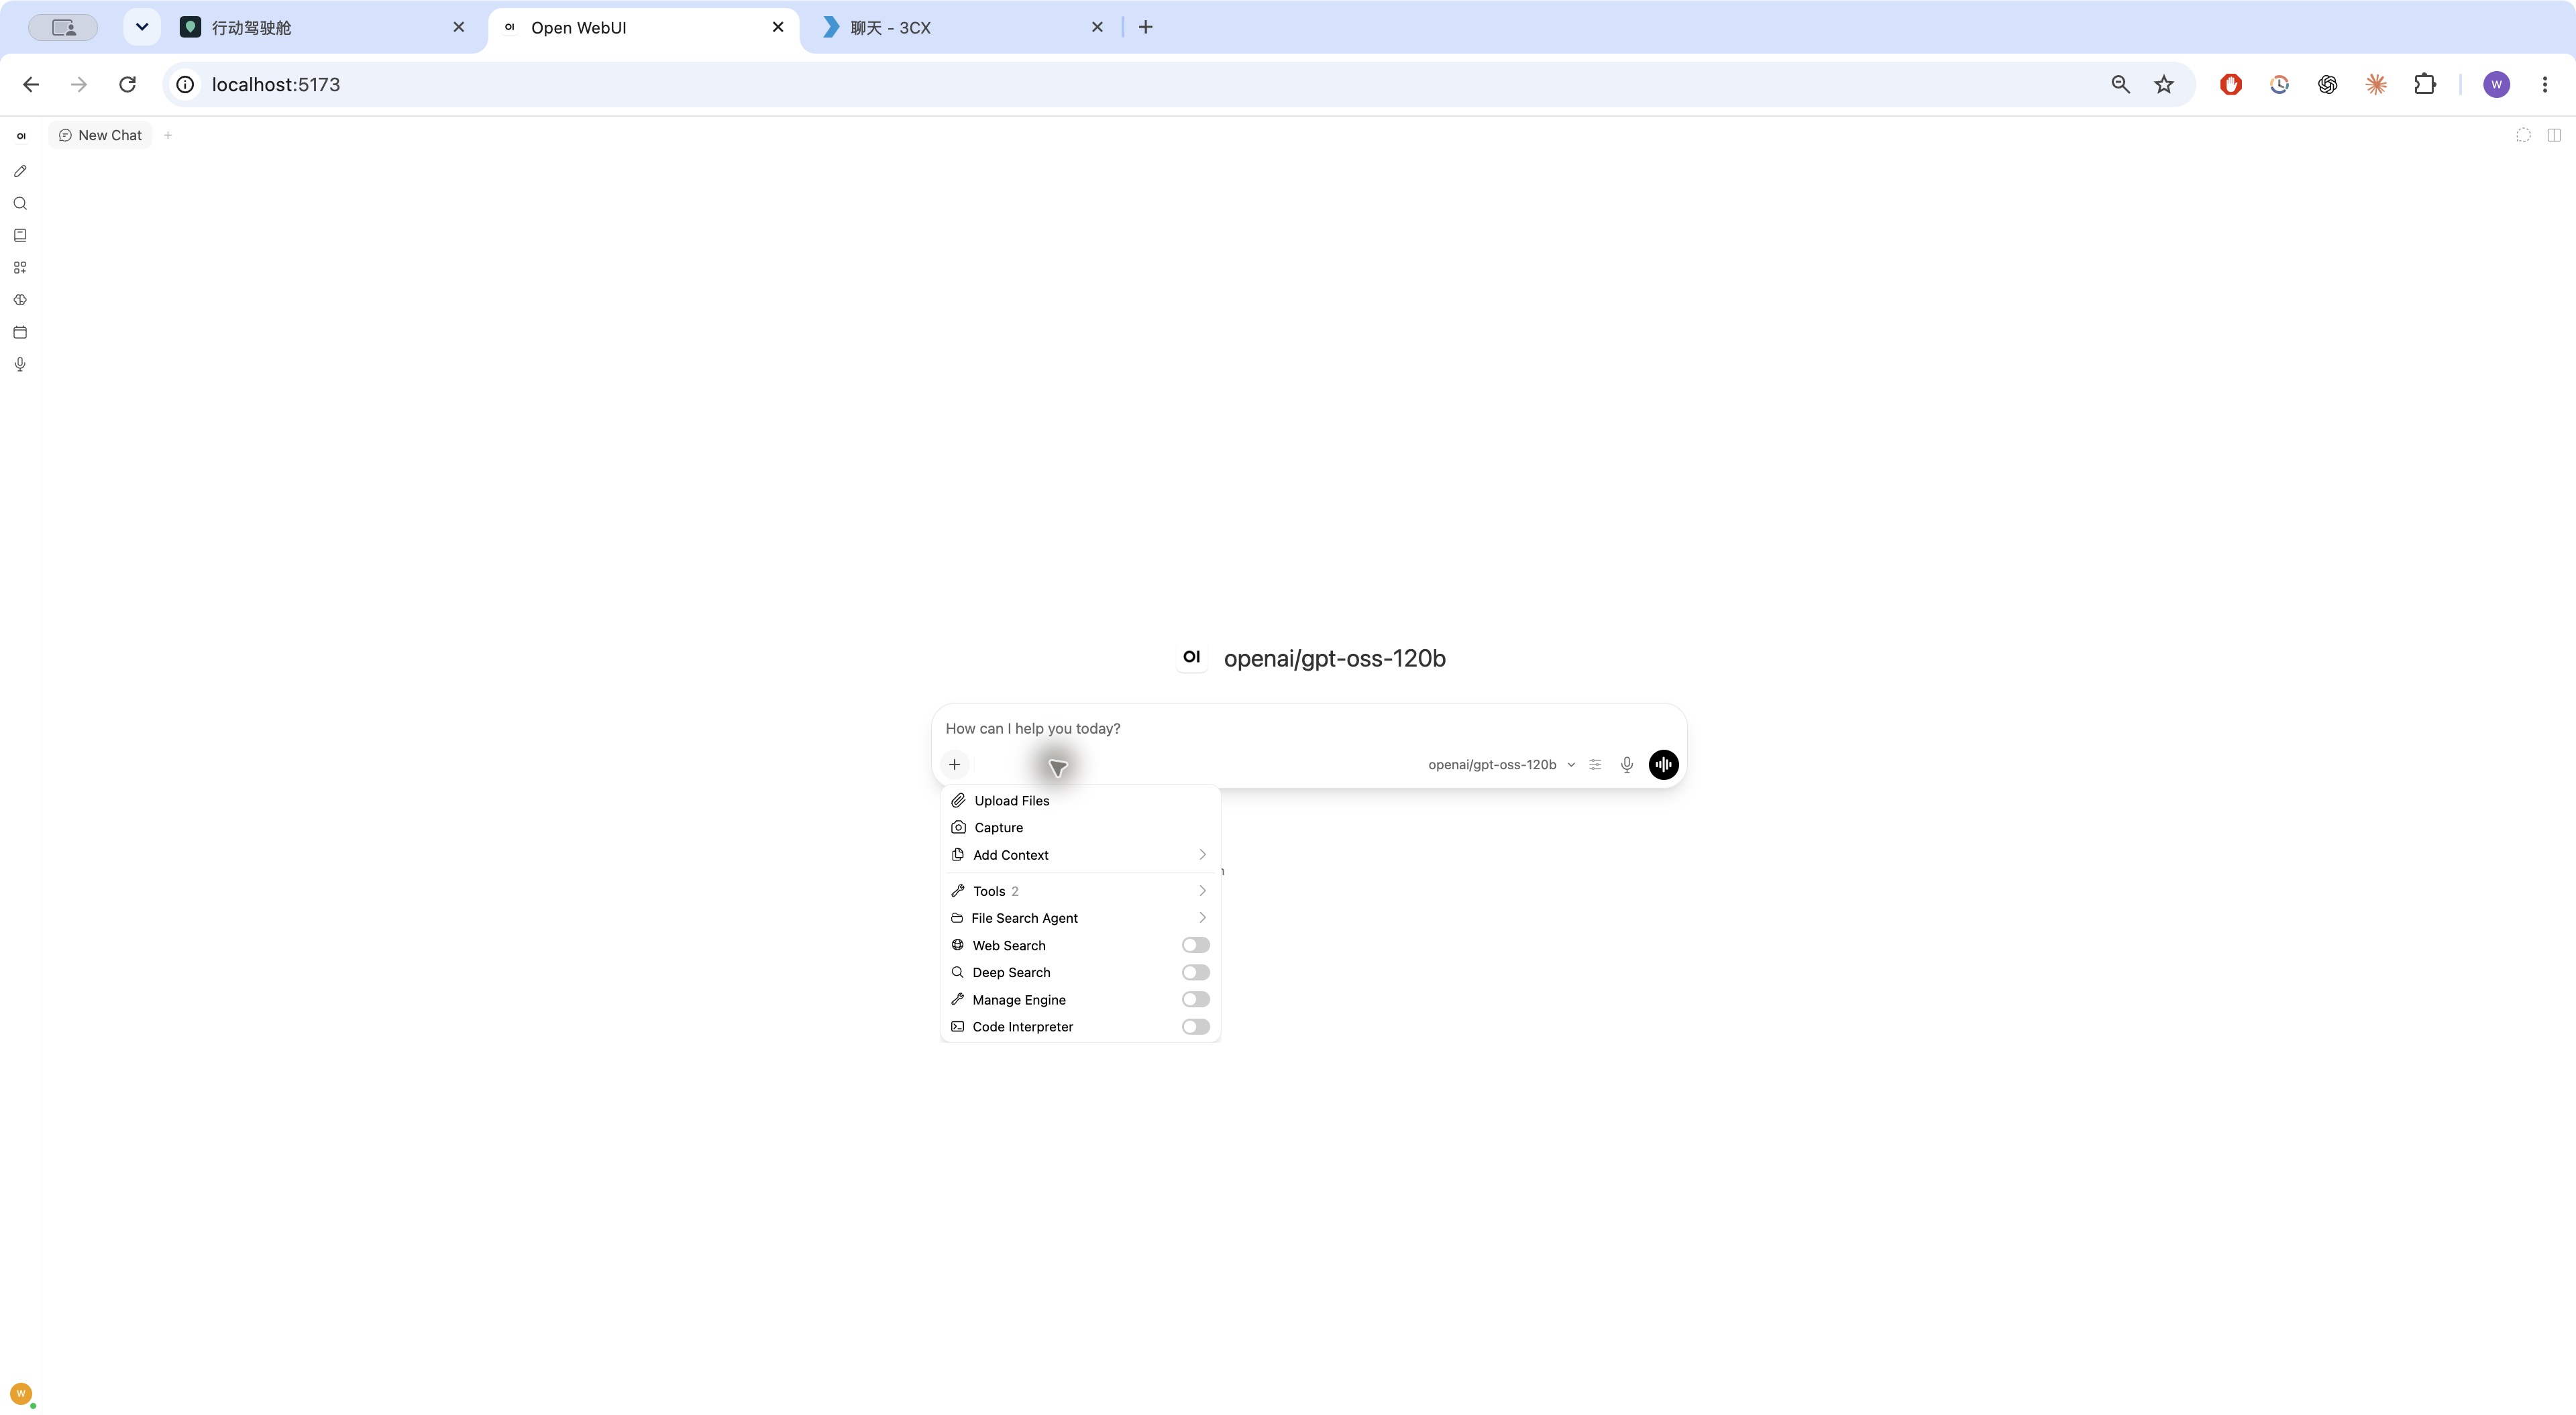 行动驾驶舱
OI Open WebUI
聊天 - 3CX
localhost:5173
W
OI
New Chat
OI openai/gpt-oss-120b
How can I help you today?
openai/gpt-oss-120b
Upload Files
Capture
Add Context
Tools 2
File Search Agent
Web Search
Deep Search
Manage Engine
Code Interpreter
W